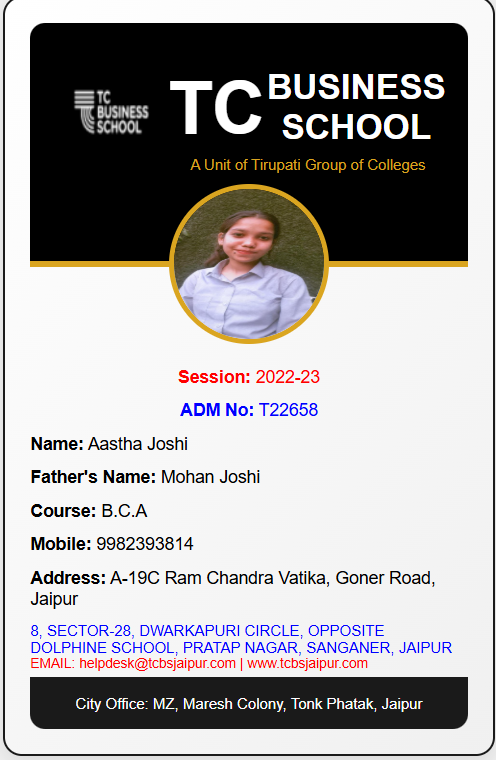 TC
BUSINESS
SCHOOL
TC BUSINESS
SCHOOL
A Unit of Tirupati Group of Colleges
Session: 2022-23
ADM No: T22658
Name: Aastha Joshi
Father's Name: Mohan Joshi
Course: B.C.A
Mobile: 9982393814
Address: A-19C Ram Chandra Vatika, Goner Road,
Jaipur
8, SECTOR-28, DWARKAPURI CIRCLE, OPPOSITE
DOLPHINE SCHOOL, PRATAP NAGAR, SANGANER, JAIPUR
EMAIL: helpdesk@tcbsjaipur.com | www.tcbsjaipur.com
City Office: MZ, Maresh Colony, Tonk Phatak, Jaipur